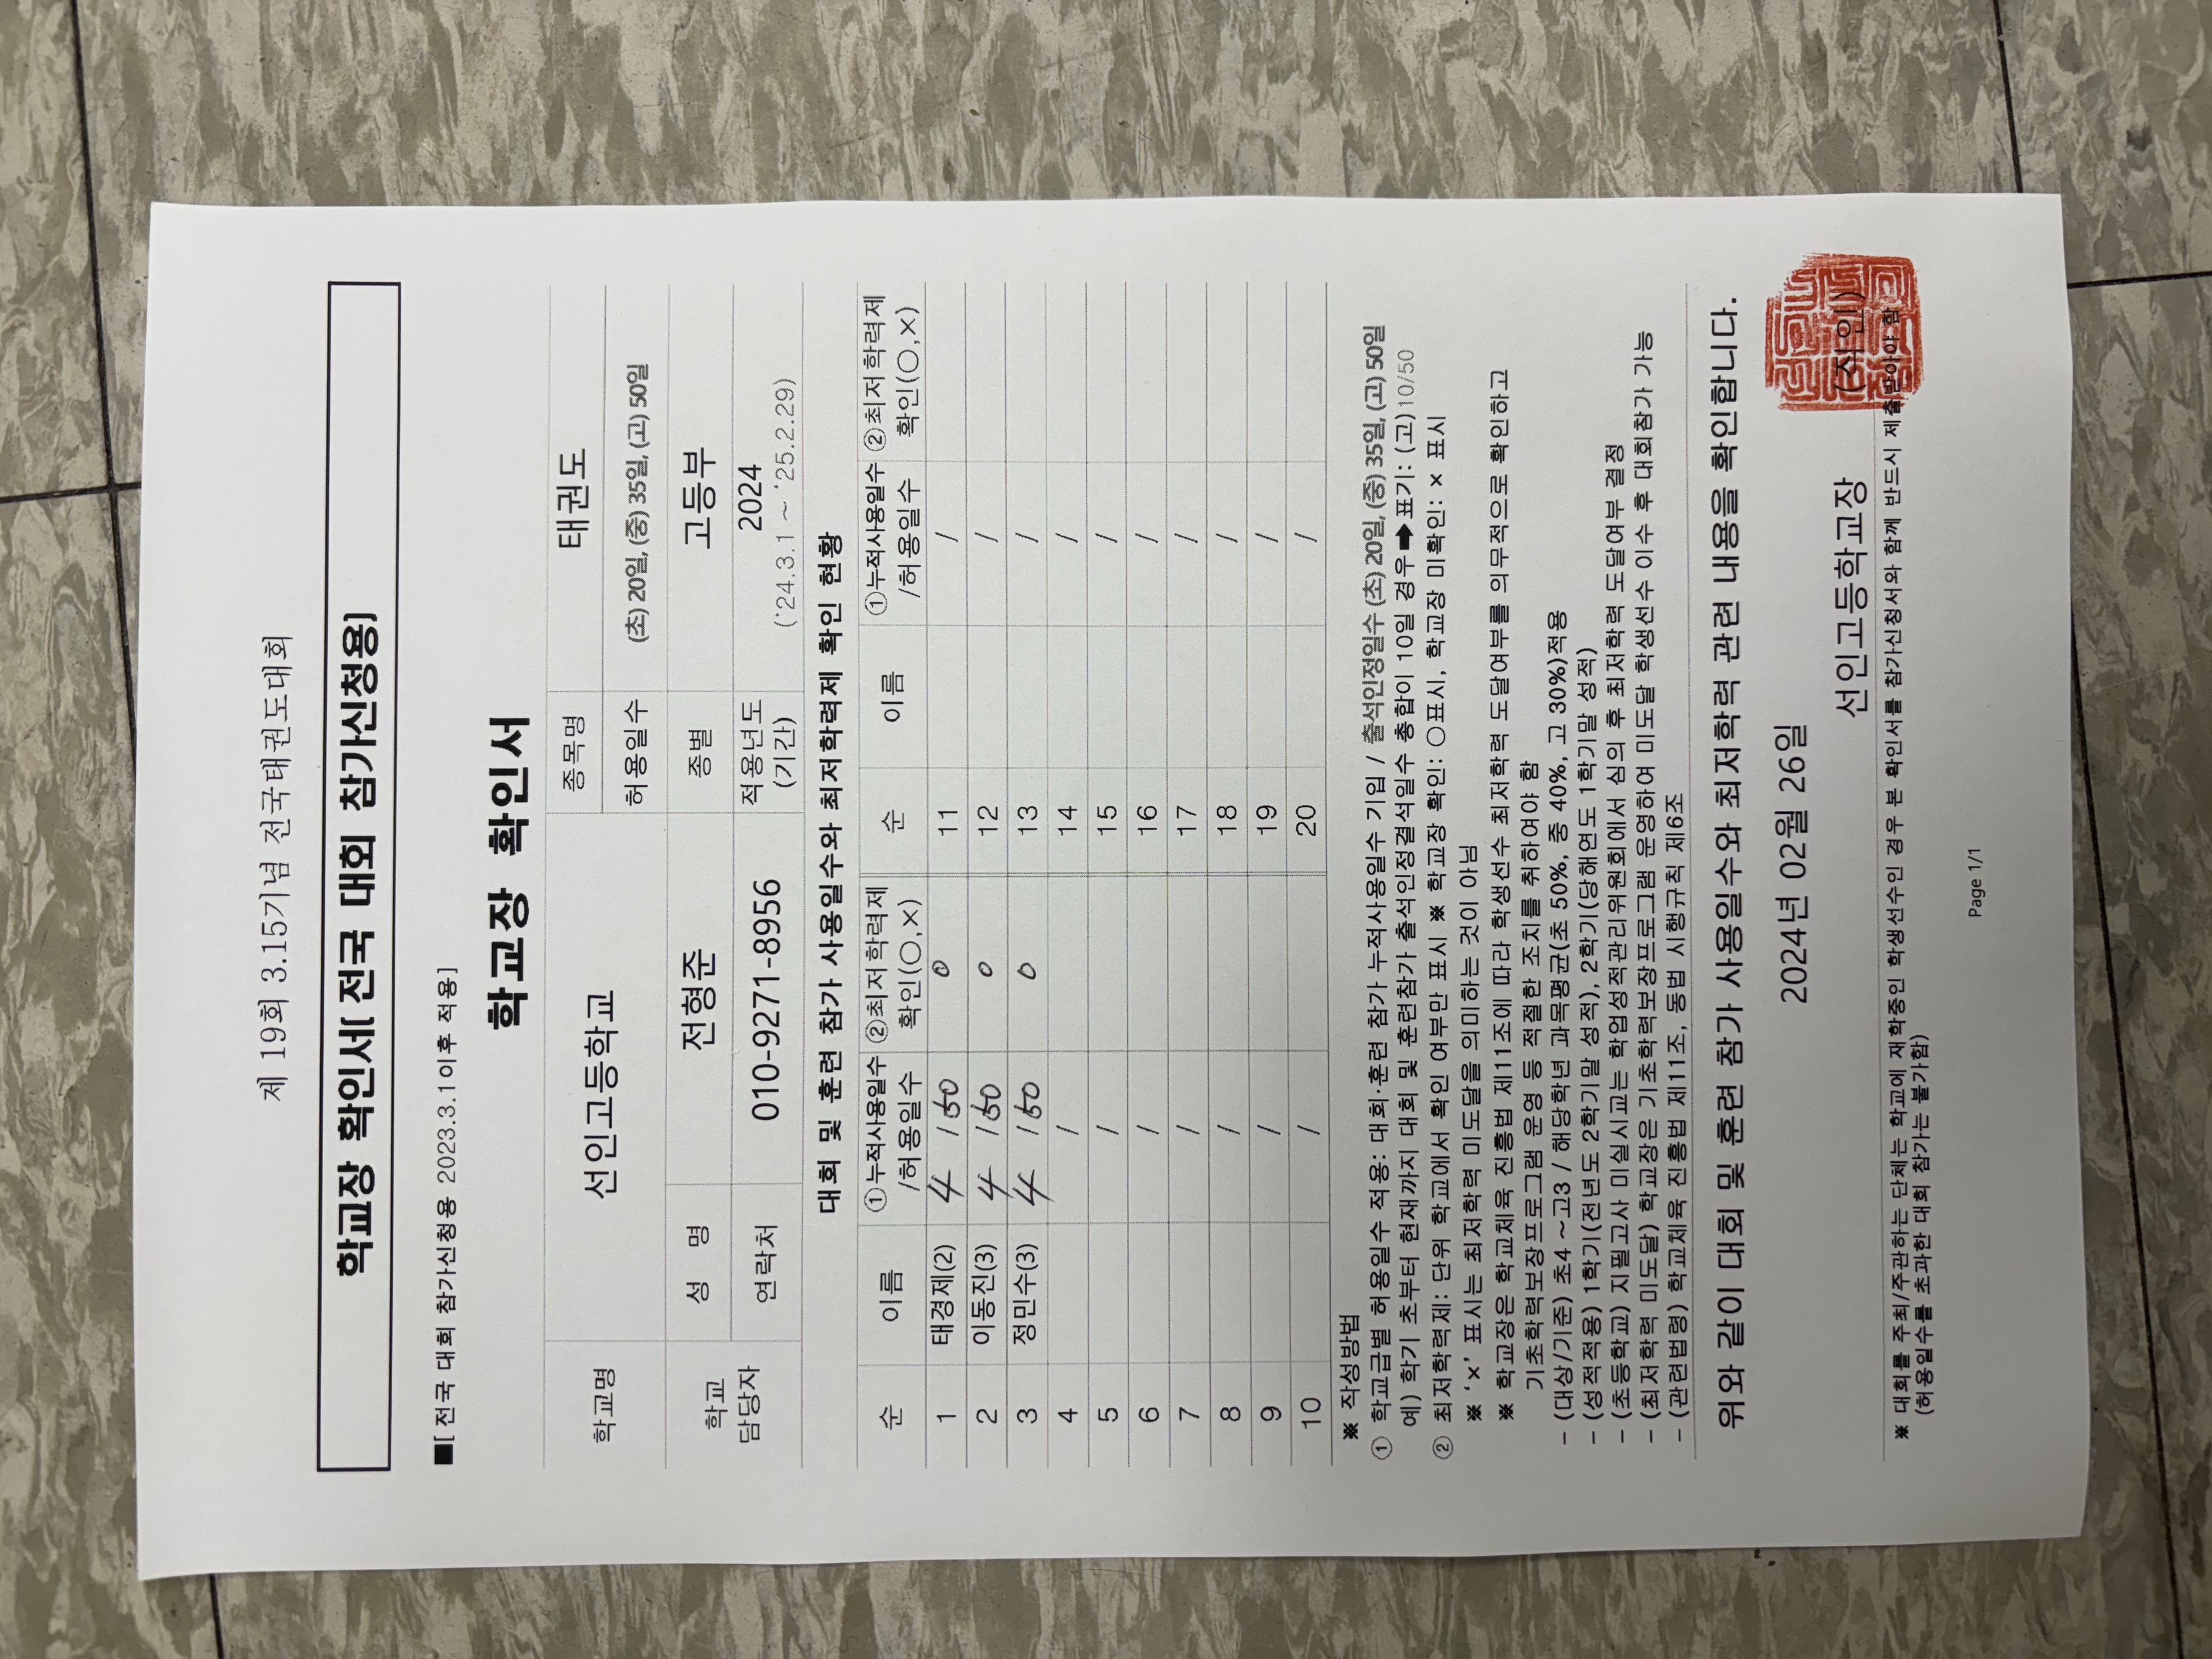 제 19회 3.15기념 전국태권도대회
학교장 확인서[ 전국 대회 참가신청용]
■[ 전국 대회 참가신청용 2023.3.1이후 적용]
학교장 확인서
학교명 선인고등학교 종목명 태권도
허용일수 (초) 20일, (중) 35일, (고) 50일
학교 담당자 성 명 전형준 종별 고등부
연락처 010-9271-8956 적용년도 (기간) 2024 ('24.3.1 ~ '25.2.29)
대회 및 훈련 참가 사용일수와 최저학력제 확인 현황
순 이름 ①누적사용일수 /허용일수 ②최저학력제 확인(○,×) 순 이름 ①누적사용일수 /허용일수 ②최저학력제 확인(○,×)
1 태경제(2) 4 /50 0 11 /
2 이동진(3) 4 /50 0 12 /
3 정민수(3) 4 /50 0 13 /
4 / 14 /
5 / 15 /
6 / 16 /
7 / 17 /
8 / 18 /
9 / 19 /
10 / 20 /
※ 작성방법
① 학교급별 허용일수 적용: 대회·훈련 참가 누적사용일수 기입 / 출석인정일수 (초) 20일, (중) 35일, (고) 50일
예) 학기 초부터 현재까지 대회 및 훈련참가 출석인정결석일수 총합이 10일 경우➡표기: (고)10/50
② 최저학력제: 단위 학교에서 확인 여부만 표시 ※ 학교장 확인: ○표시, 학교장 미확인: × 표시
※ '×' 표시는 최저학력 미도달을 의미하는 것이 아님
※ 학교장은 학교체육 진흥법 제11조에 따라 학생선수 최저학력 도달여부를 의무적으로 확인하고
기초학력보장프로그램 운영 등 적절한 조치를 취하여야 함
- (대상/기준) 초4 ~고3 / 해당학년 과목평균(초 50%, 중 40%, 고 30%)적용
- (성적적용) 1학기(전년도 2학기말 성적), 2학기(당해연도 1학기말 성적)
- (초등학교) 지필고사 미실시교는 학업성적관리위원회에서 심의 후 최저학력 도달여부 결정
- (최저학력 미도달) 학교장은 기초학력보장프로그램 운영하여 미도달 학생선수 이수 후 대회참가 가능
- (관련법령) 학교체육 진흥법 제11조, 동법 시행규칙 제6조
위와 같이 대회 및 훈련 참가 사용일수와 최저학력 관련 내용을 확인합니다.
2024년 02월 26일
선인고등학교장 (직인)
※ 대회를 주최/주관하는 단체는 학교에 재학중인 학생선수인 경우 본 확인서를 참가신청서와 함께 반드시 제출받아야 함
(허용일수를 초과한 대회 참가는 불가함)
Page 1/1